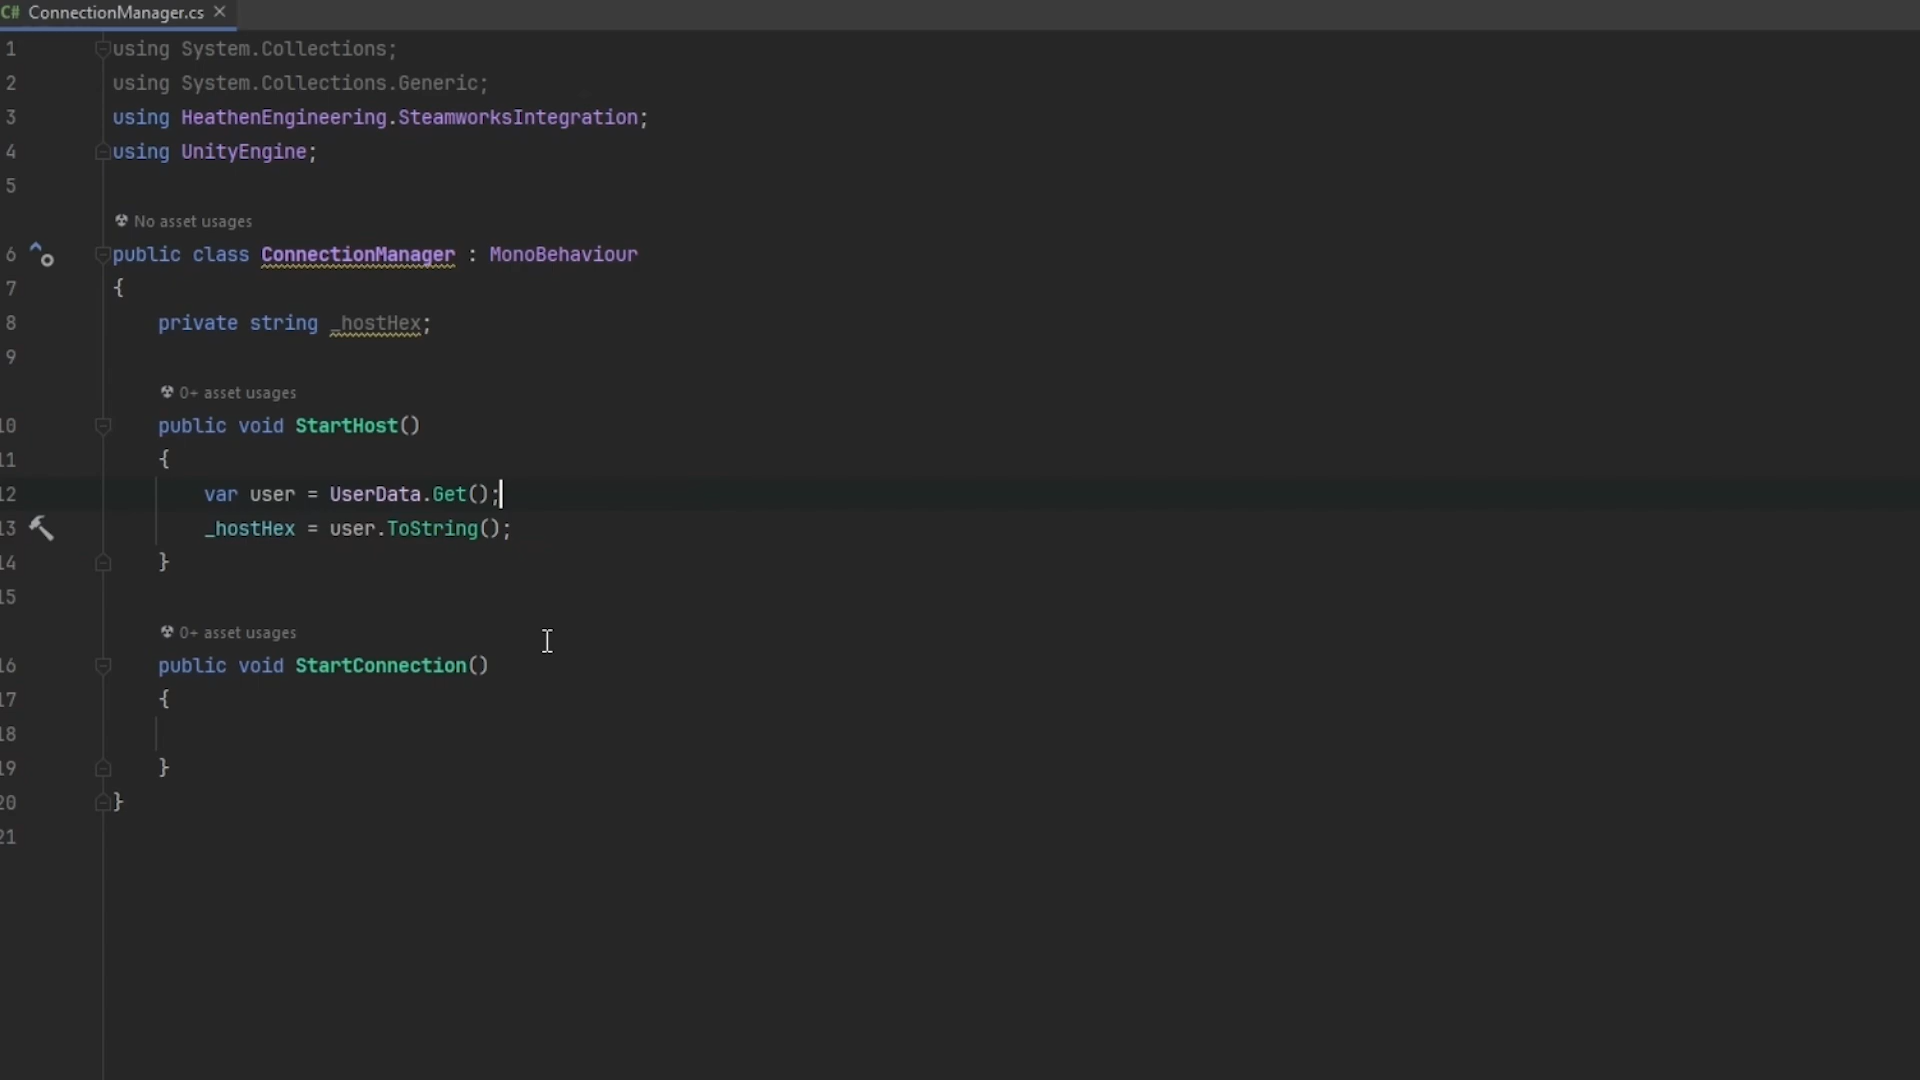 C# ConnectionManager.cs ×
1 using System.Collections;
2 using System.Collections.Generic;
3 using HeathenEngineering.SteamworksIntegration;
4 using UnityEngine;
5
No asset usages
6 public class ConnectionManager : MonoBehaviour
7 {
8 private string _hostHex;
9
0+ asset usages
10 public void StartHost()
11 {
12 var user = UserData.Get();
13 _hostHex = user.ToString();
14 }
15
0+ asset usages
16 public void StartConnection()
17 {
18
19 }
20 }
21